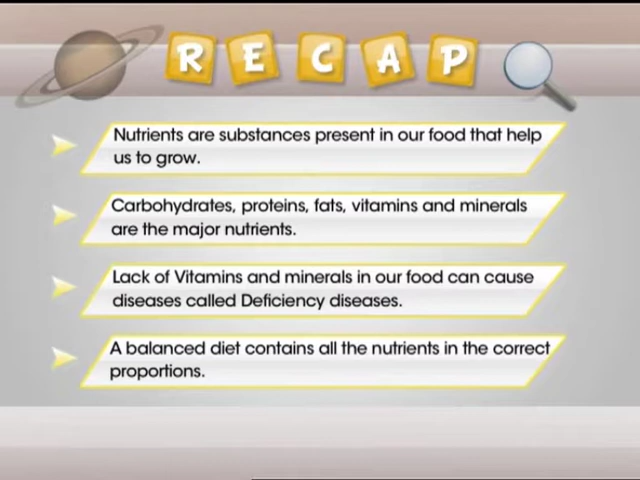 RECAP
Nutrients are substances present in our food that help
us to grow.
Carbohydrates, proteins, fats, vitamins and minerals
are the major nutrients.
Lack of Vitamins and minerals in our food can cause
diseases called Deficiency diseases.
A balanced diet contains all the nutrients in the correct
proportions.